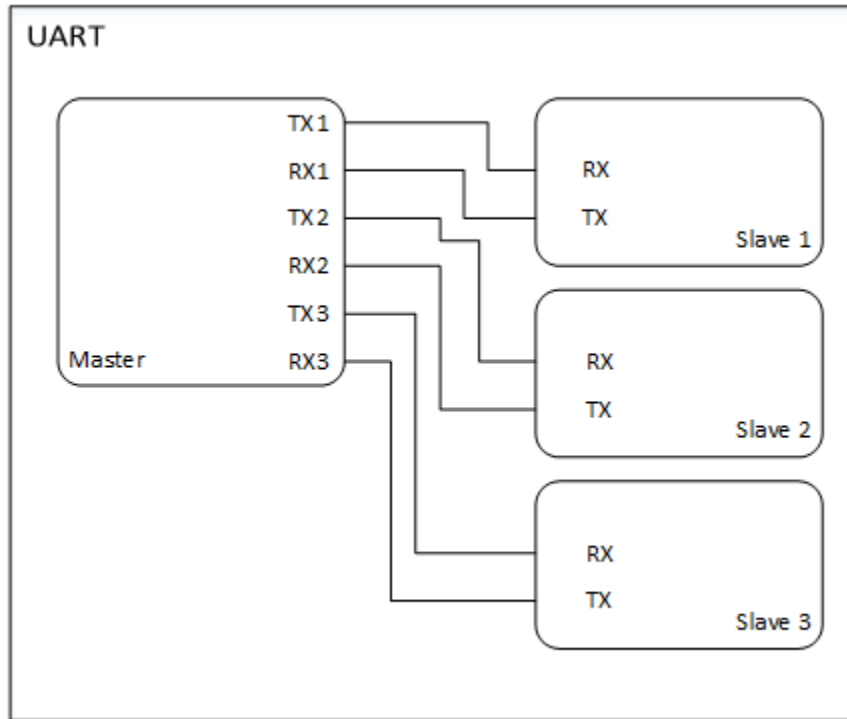 UART
TX1
RX1
TX2
RX2
TX3
RX3
Master
RX
TX
Slave 1
RX
TX
Slave 2
RX
TX
Slave 3